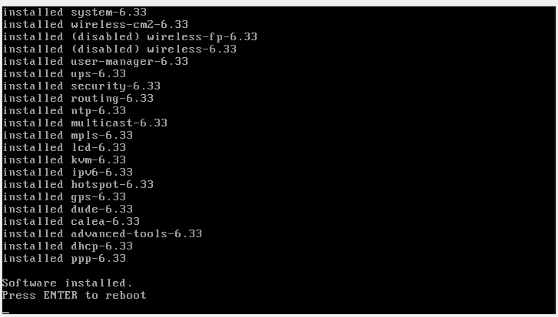 installed system-6.33
installed wireless-cm2-6.33
installed (disabled) wireless-fp-6.33
installed (disabled) wireless-6.33
installed user-manager-6.33
installed ups-6.33
installed security-6.33
installed routing-6.33
installed ntp-6.33
installed multicast-6.33
installed mpls-6.33
installed lcd-6.33
installed kvm-6.33
installed ipv6-6.33
installed hotspot-6.33
installed gps-6.33
installed dude-6.33
installed calea-6.33
installed advanced-tools-6.33
installed dhcp-6.33
installed ppp-6.33
Software installed.
Press ENTER to reboot